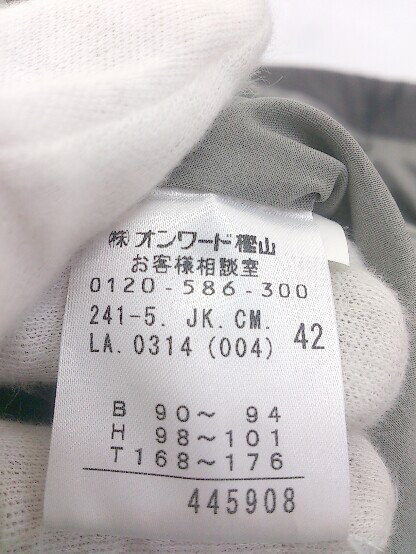 ㈱オンワード樫山
お客様相談室
0120-586-300
241-5. JK.CM.
LA.0314(004) 42
B 90〜 94
H 98〜101
T168〜176
445908